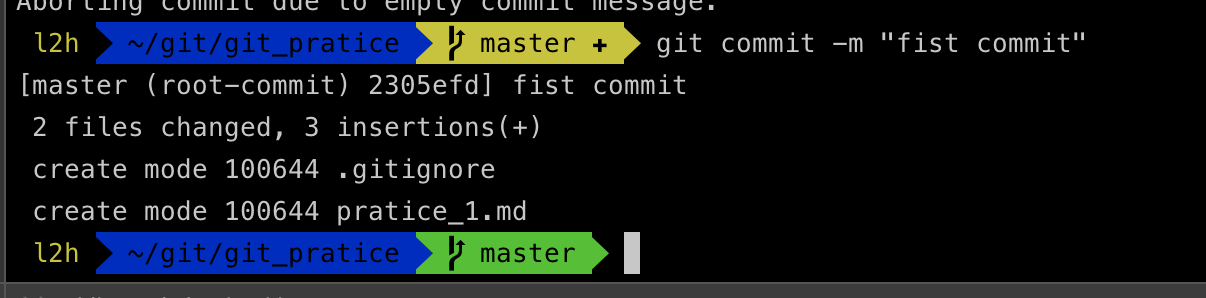 Aborting commit due to empty commit message.
l2h ~/git/git_pratice master + git commit -m "fist commit"
[master (root-commit) 2305efd] fist commit
2 files changed, 3 insertions(+)
create mode 100644 .gitignore
create mode 100644 pratice_1.md
l2h ~/git/git_pratice master